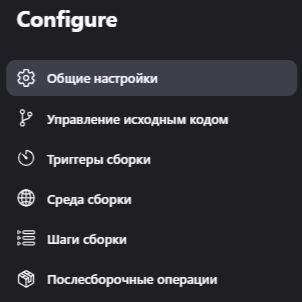 Configure
Общие настройки
Управление исходным кодом
Триггеры сборки
Среда сборки
Шаги сборки
Послесборочные операции